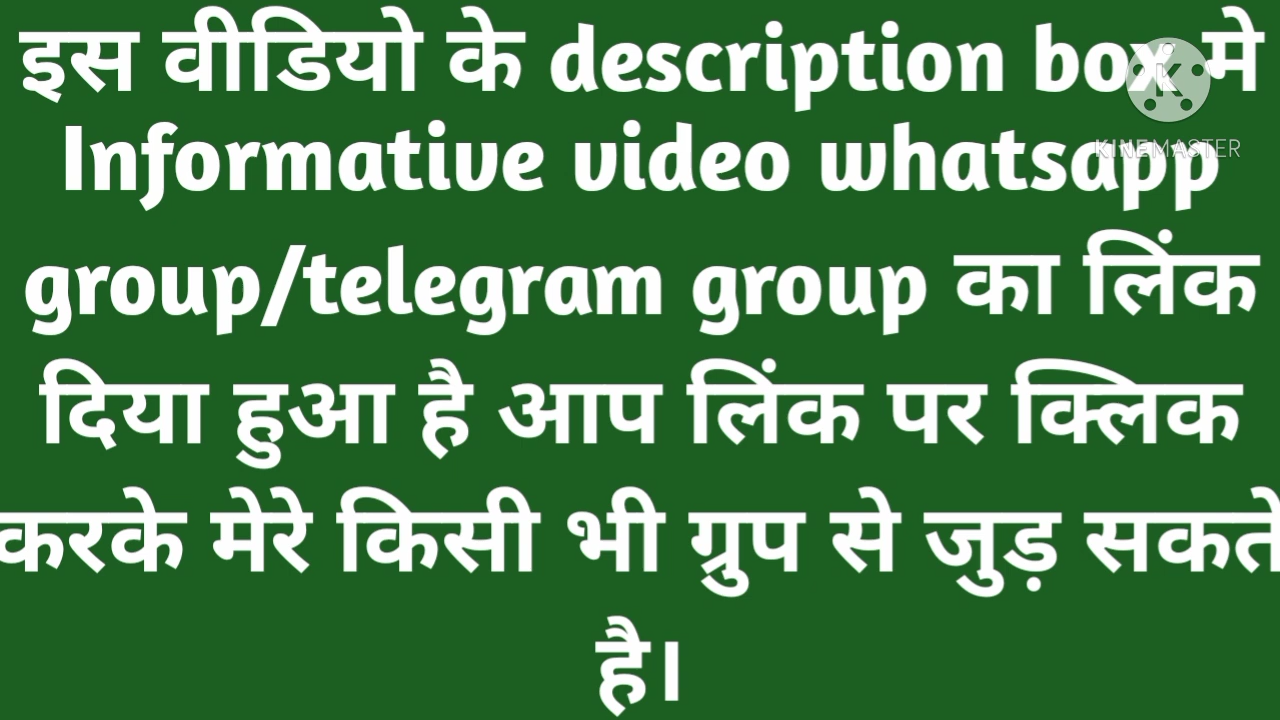 इस वीडियो के description box मे
Informative video whatsapp
group/telegram group का लिंक
दिया हुआ है आप लिंक पर क्लिक
करके मेरे किसी भी ग्रुप से जुड़ सकते
है।
K
KINEMASTER